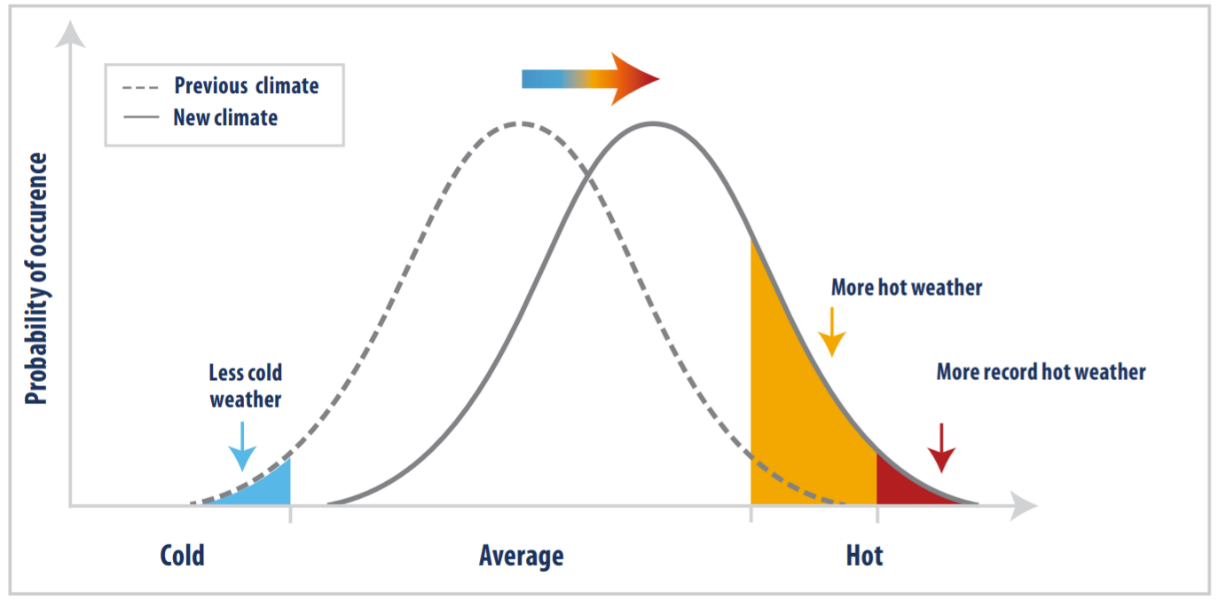 Previous climate
New climate
Probability of occurence
Less cold
weather
More hot weather
More record hot weather
Cold
Average
Hot